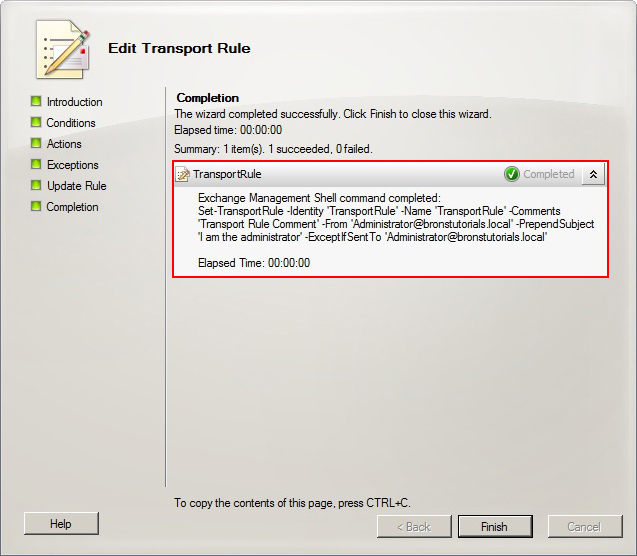 Edit Transport Rule
Introduction
Conditions
Actions
Exceptions
Update Rule
Completion
Completion
The wizard completed successfully. Click Finish to close this wizard.
Elapsed time: 00:00:00
Summary: 1 item(s). 1 succeeded, 0 failed.
TransportRule
Completed
Exchange Management Shell command completed:
Set-TransportRule -Identity 'TransportRule' -Name 'TransportRule' -Comments
'Transport Rule Comment' -From 'Administrator@bronstutorials.local' -PrependSubject
'I am the administrator' -ExceptIfSentTo 'Administrator@bronstutorials.local'
Elapsed Time: 00:00:00
To copy the contents of this page, press CTRL+C.
Help
< Back
Finish
Cancel